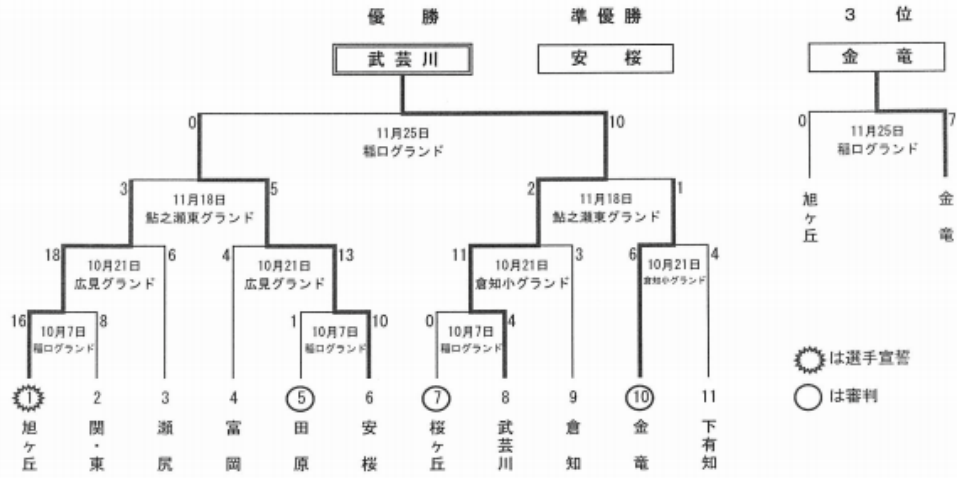 優勝
準優勝
3 位
武芸川
安桜
金竜
0
10
11月25日
稲口グランド
0
7
11月25日
稲口グランド
旭ヶ丘
金竜
3
5
11月18日
鮎之瀬東グランド
2
1
11月18日
鮎之瀬東グランド
18
6
10月21日
広見グランド
4
13
10月21日
広見グランド
11
3
10月21日
倉知小グランド
6
4
10月21日
倉知小グランド
16
8
10月7日
稲口グランド
1
10
10月7日
稲口グランド
0
4
10月7日
稲口グランド
は選手宣誓
は審判
1 2 3 4 5 6 7 8 9 10 11
旭ヶ丘
関・東
瀬尻
富岡
田原
安桜
桜ヶ丘
武芸川
倉知
金竜
下有知